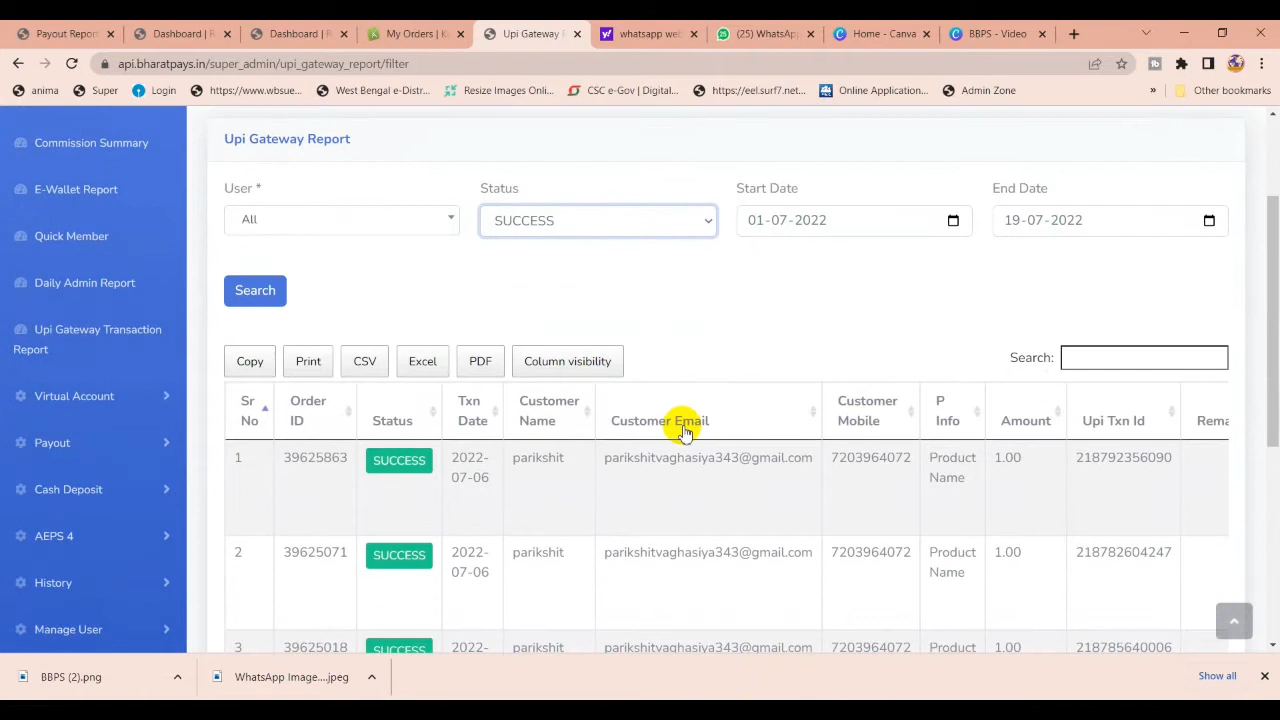 Payout Repor
Dashboard | R
Dashboard | R
My Orders | K
Upi Gateway R
whatsapp web
(25) WhatsAp
Home - Canva
BBPS - Video
api.bharatpays.in/super_admin/upi_gateway_report/filter
anima
Super
Login
https://www.wbsue...
West Bengal e-Distr...
Resize Images Onli...
CSC e-Gov | Digital...
https://eel.surf7.net...
Online Application...
Admin Zone
»
Other bookmarks
Commission Summary
E-Wallet Report
Quick Member
Daily Admin Report
Upi Gateway Transaction
Report
Virtual Account
Payout
Cash Deposit
AEPS 4
History
Manage User
Upi Gateway Report
User *
Status
Start Date
End Date
All
SUCCESS
01-07-2022
19-07-2022
Search
Copy
Print
CSV
Excel
PDF
Column visibility
Search:
Sr No
Order ID
Status
Txn Date
Customer Name
Customer Email
Customer Mobile
P Info
Amount
Upi Txn Id
Rema
1 39625863 SUCCESS 2022-07-06 parikshit parikshitvaghasiya343@gmail.com 7203964072 Product Name 1.00 218792356090
2 39625071 SUCCESS 2022-07-06 parikshit parikshitvaghasiya343@gmail.com 7203964072 Product Name 1.00 218782604247
3 39625018 SUCCESS 2022- parikshit parikshitvaghasiya343@gmail.com 7203964072 Product 1.00 218785640006
BBPS (2).png
WhatsApp Image....jpeg
Show all